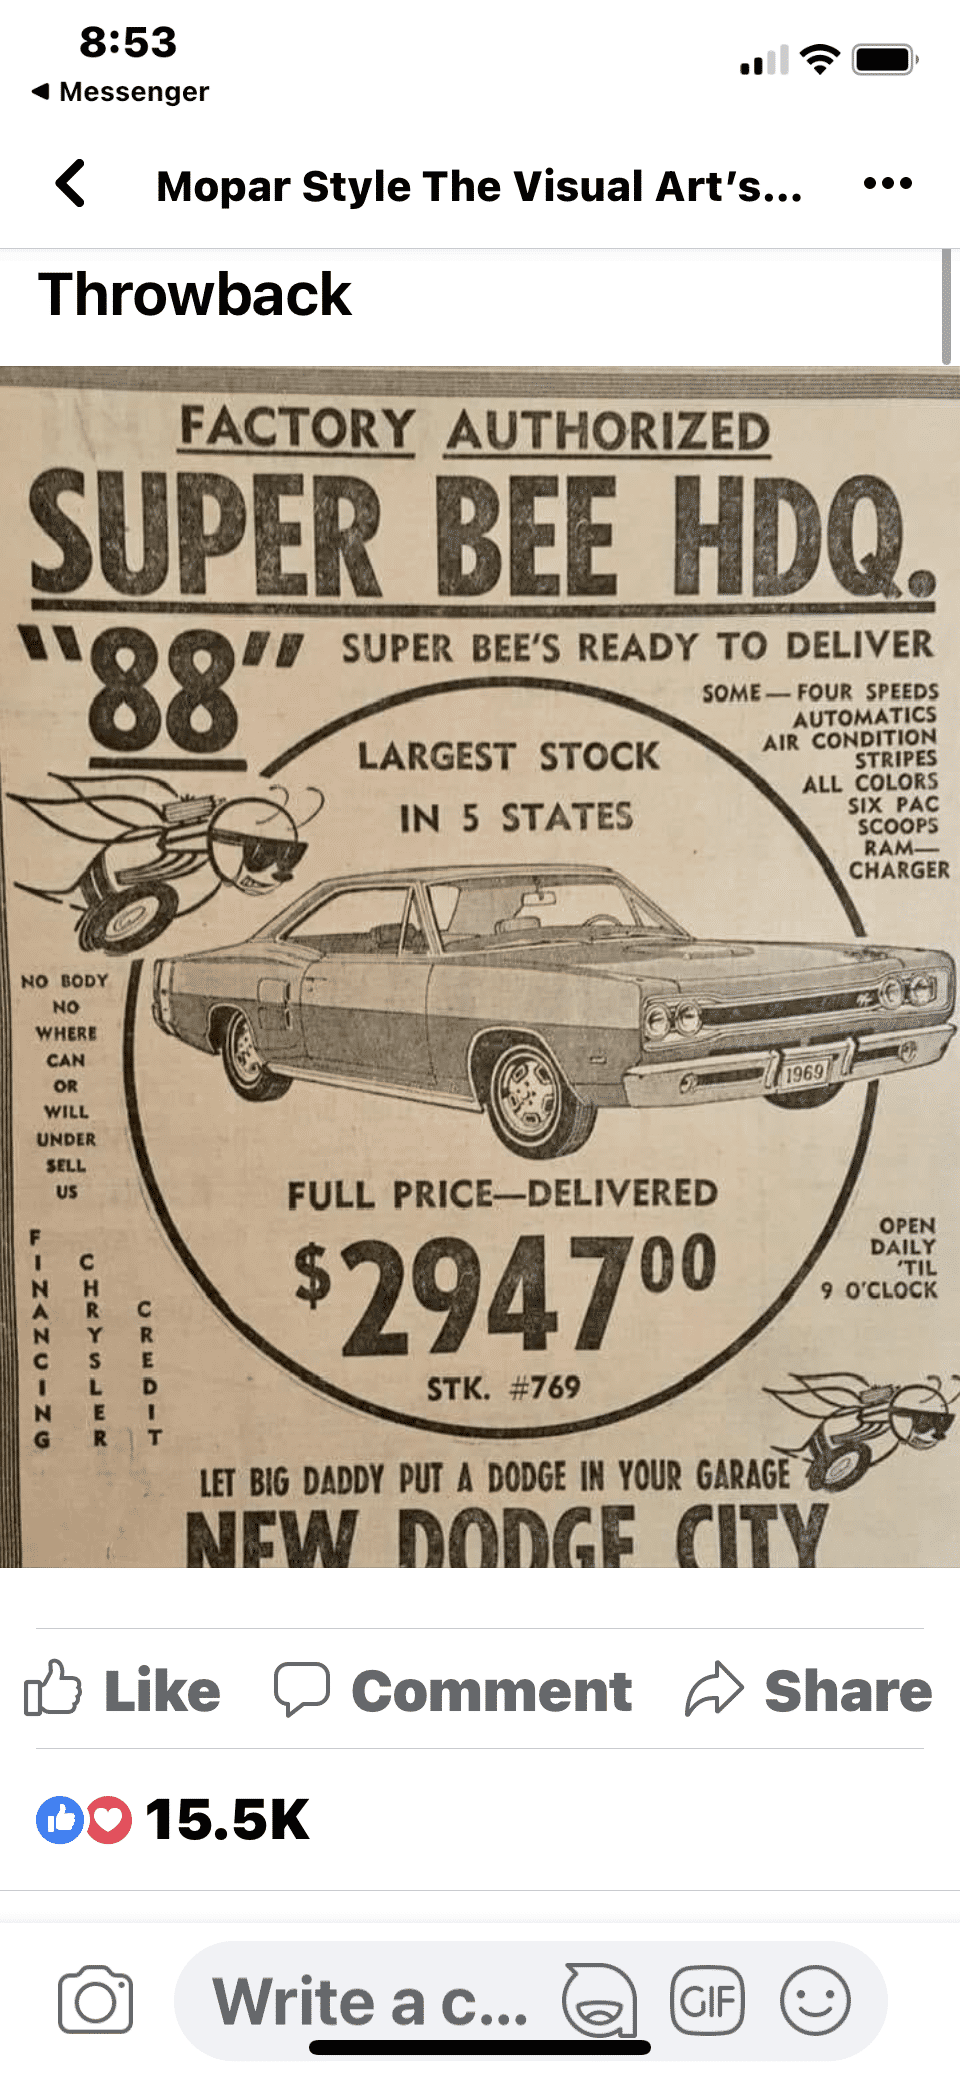 8:53
◀ Messenger
Mopar Style The Visual Art's...
Throwback
FACTORY AUTHORIZED
SUPER BEE HDQ.
"88" SUPER BEE'S READY TO DELIVER
SOME — FOUR SPEEDS
AUTOMATICS
AIR CONDITION
STRIPES
ALL COLORS
SIX PAC
SCOOPS
RAM—
CHARGER
LARGEST STOCK
IN 5 STATES
1969
NO BODY
NO
WHERE
CAN
OR
WILL
UNDER
SELL
US
FINANCING
CHRYSLER
CREDIT
FULL PRICE—DELIVERED
$294700
STK. #769
OPEN
DAILY
'TIL
9 O'CLOCK
LET BIG DADDY PUT A DODGE IN YOUR GARAGE
NEW DODGE CITY
Like Comment Share
15.5K
Write a c... GIF